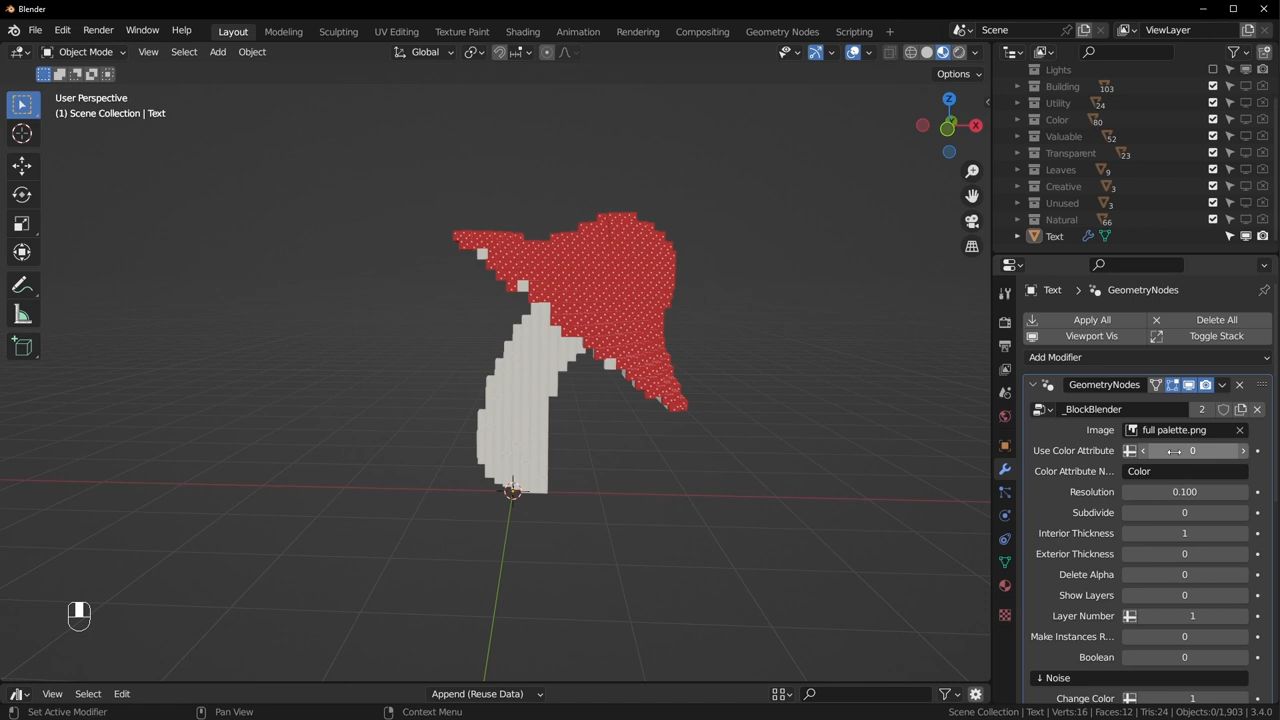 Blender
File Edit Render Window Help Layout Modeling Sculpting UV Editing Texture Paint Shading Animation Rendering Compositing Geometry Nodes Scripting + Scene ViewLayer
Object Mode View Select Add Object Global
Options
User Perspective
(1) Scene Collection | Text
Z
X
Lights
Building 103
Utility 24
Color 80
Valuable 52
Transparent 23
Leaves 9
Creative 3
Unused 3
Natural 66
Text
Text > GeometryNodes
Apply All Delete All
Viewport Vis Toggle Stack
Add Modifier
GeometryNodes
_BlockBlender 2
Image full palette.png
Use Color Attribute 0
Color Attribute N... Color
Resolution 0.100
Subdivide 0
Interior Thickness 1
Exterior Thickness 0
Delete Alpha 0
Show Layers 0
Layer Number 1
Make Instances R... 0
Boolean 0
↓ Noise
Change Color 1
View Select Edit Append (Reuse Data)
Set Active Modifier Pan View Context Menu Scene Collection | Text | Verts:16 | Faces:12 | Tris:24 | Objects:0/1,903 | 3.4.0